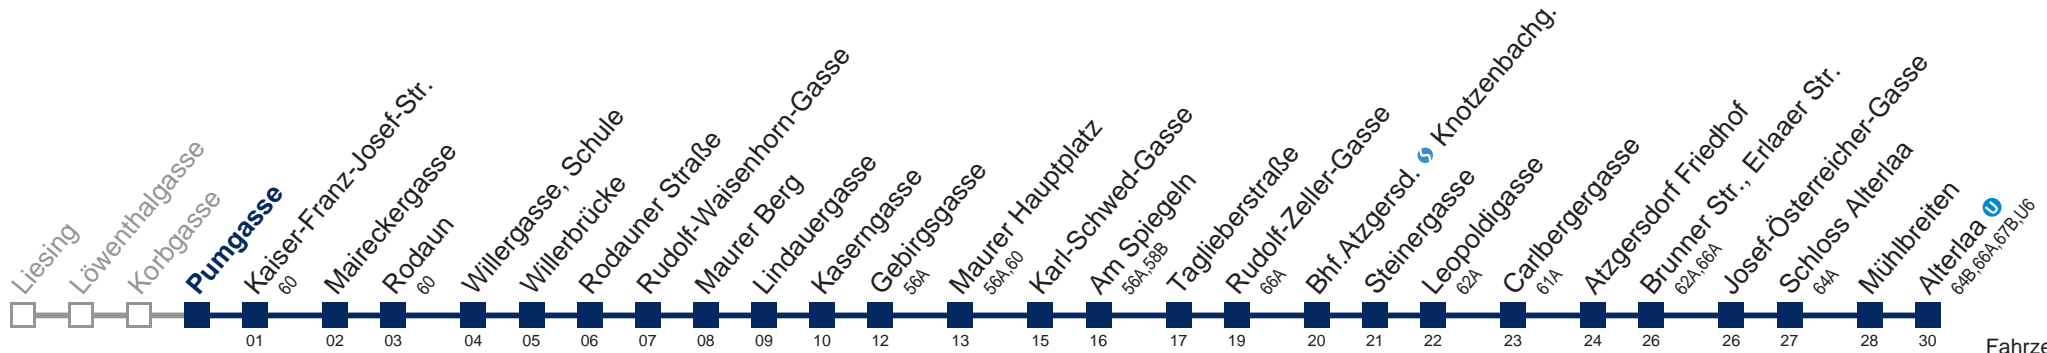 Liesing
Löwenthalgasse
Korbgasse
Pumgasse
Kaiser-Franz-Josef-Str.
60
Maireckergasse
Rodaun
60
Willergasse, Schule
Willerbrücke
Rodauner Straße
Rudolf-Waisenhorn-Gasse
Maurer Berg
Lindauergasse
Kaserngasse
Gebirgsgasse
56A
Maurer Hauptplatz
56A,60
Karl-Schwed-Gasse
Am Spiegeln
56A,58B
Taglieberstraße
Rudolf-Zeller-Gasse
66A
Bhf.Atzgersd. S Knotzenbachg.
Steinergasse
Leopoldigasse
62A
Carlbergergasse
61A
Atzgersdorf Friedhof
Brunner Str., Erlaaer Str.
62A,66A
Josef-Österreicher-Gasse
Schloss Alterlaa
64A
Mühlbreiten
Alterlaa U
64B,66A,67B,U6
01 02 03 04 05 06 07 08 09 10 12 13 15 16 17 19 20 21 22 23 24 26 26 27 28 30
Fahrze